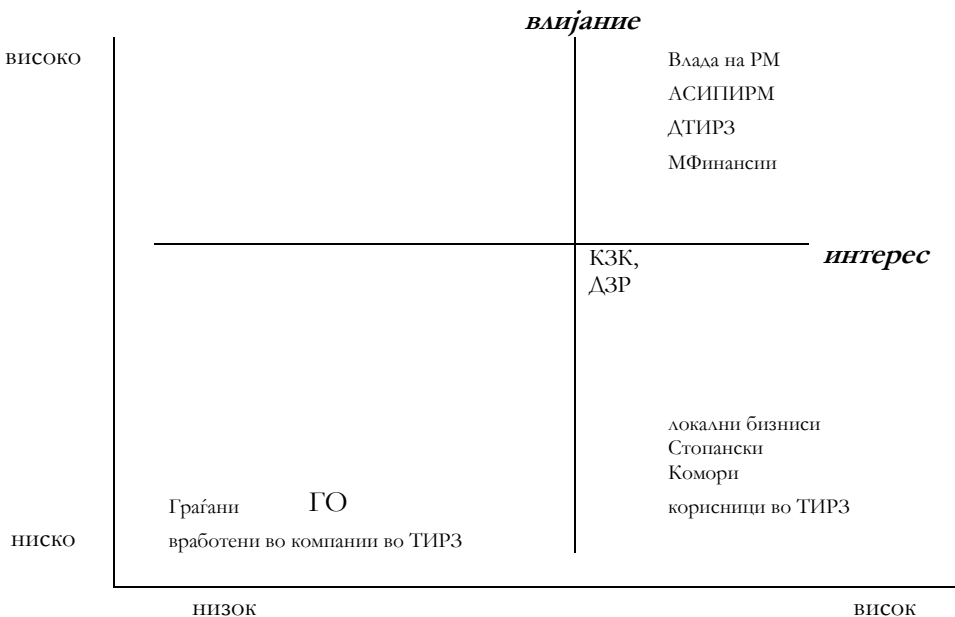 влијание
високо
Влада на РМ
АСИПИРМ
ДТИРЗ
МФинансии
интерес
КЗК,
ДЗР
локални бизниси
Стопански
Комори
корисници во ТИРЗ
Граѓани ГО
вработени во компании во ТИРЗ
ниско
низок
висок